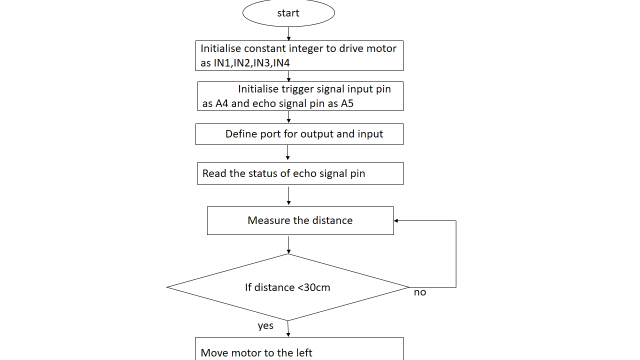 start
Initialise constant integer to drive motor
as IN1,IN2,IN3,IN4
Initialise trigger signal input pin
as A4 and echo signal pin as A5
Define port for output and input
Read the status of echo signal pin
Measure the distance
If distance <30cm
no
yes
Move motor to the left